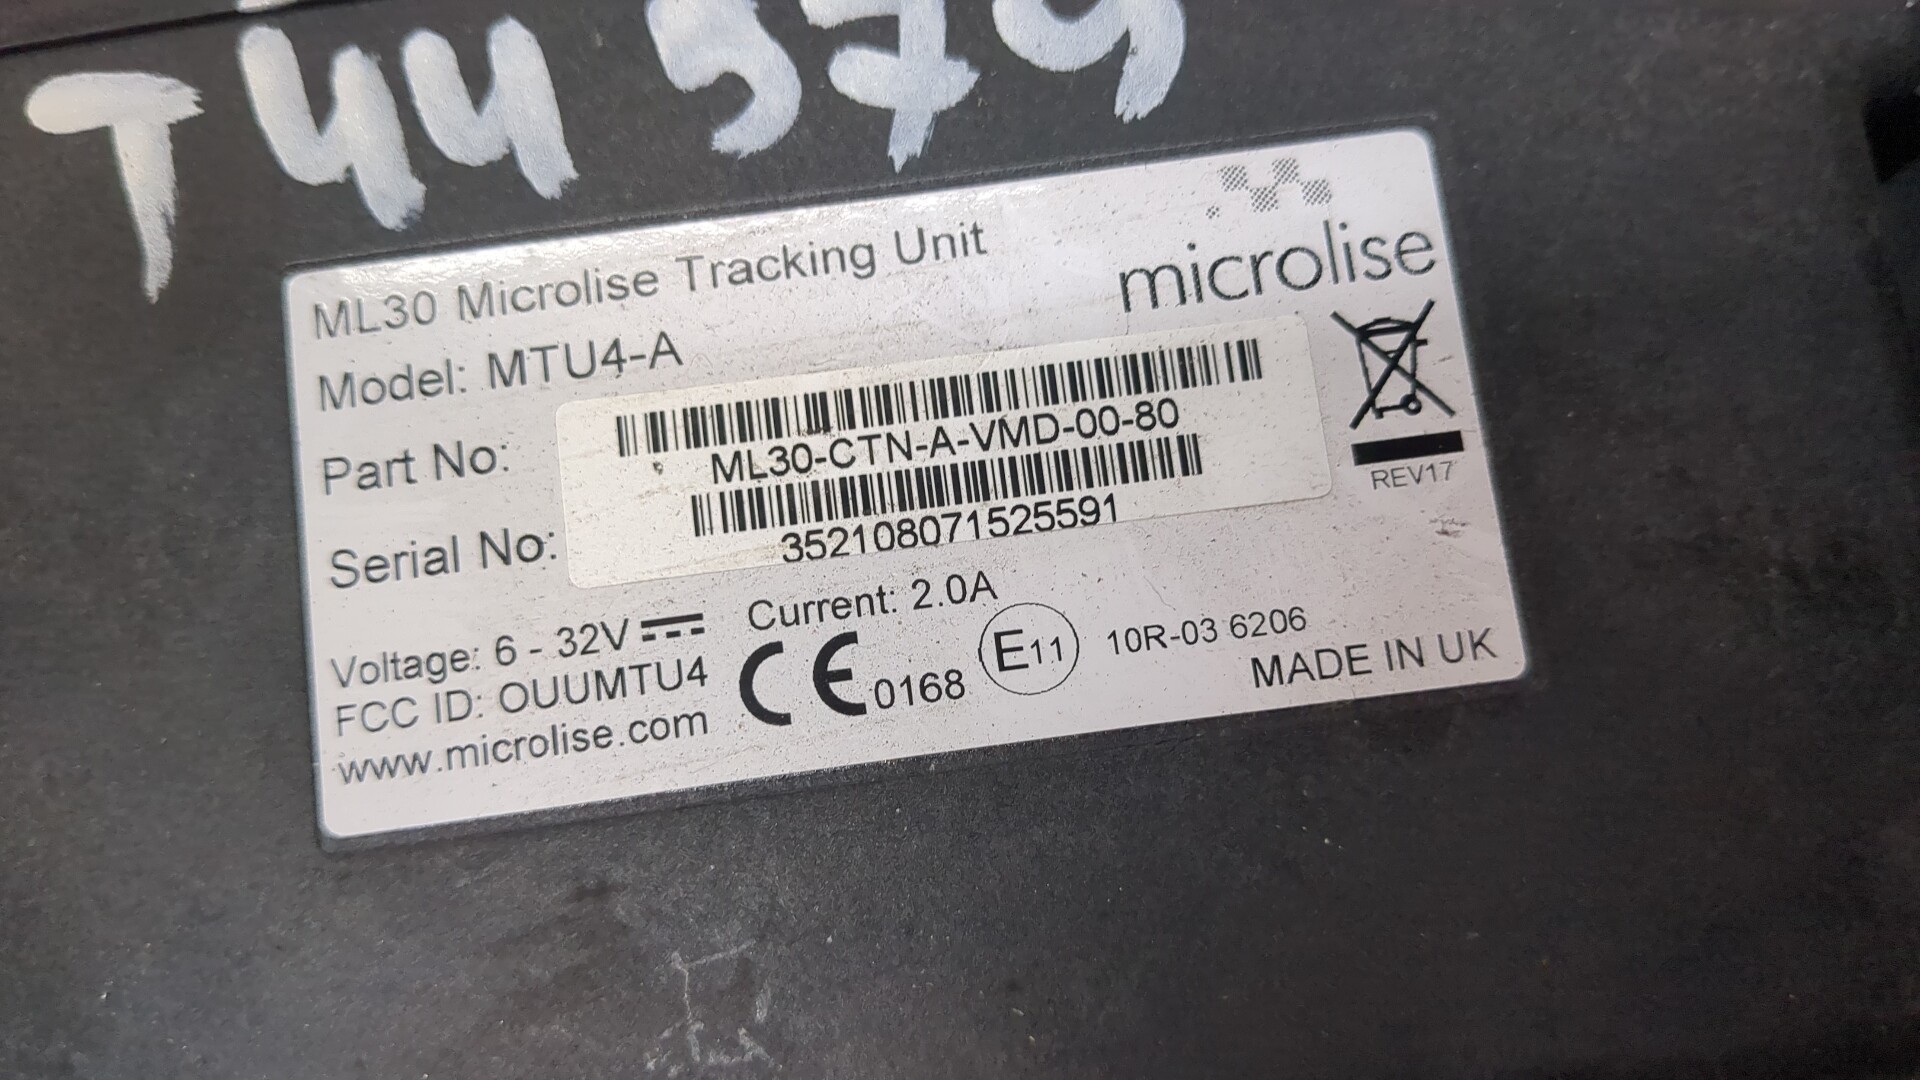 T44 579
ML30 Microlise Tracking Unit
microlise
Model: MTU4-A
Part No:
ML30-CTN-A-VMD-00-80
Serial No:
352108071525591
REV17
Voltage: 6 - 32V
Current: 2.0A
FCC ID: OUUMTU4
CE 0168
E11
10R-03 6206
www.microlise.com
MADE IN UK